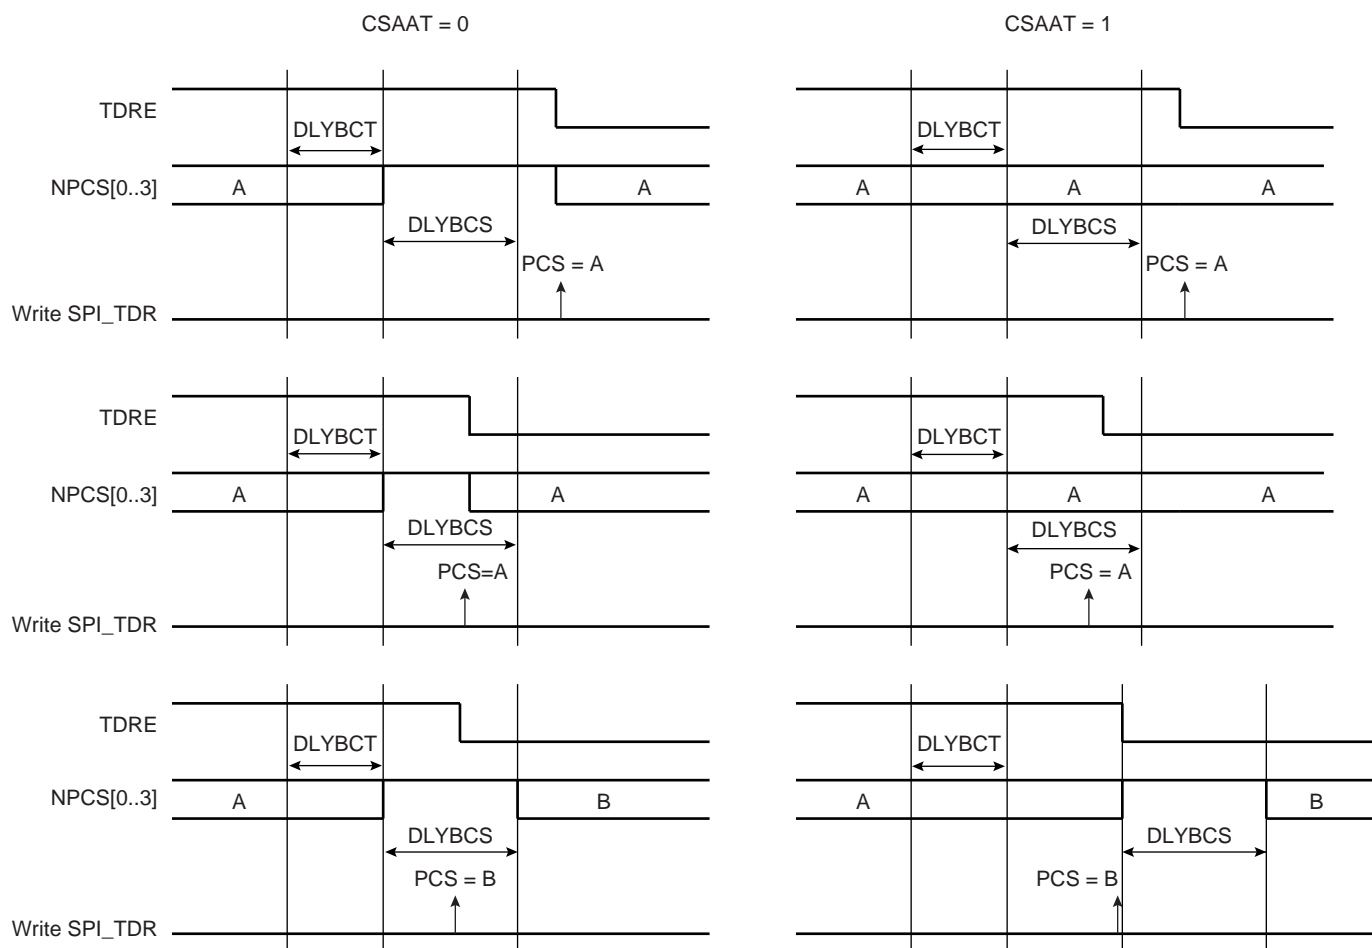 CSAAT = 0 CSAAT = 1
TDRE
DLYBCT DLYBCT
NPCS[0..3] A A A A A
DLYBCS DLYBCS
PCS = A PCS = A
Write SPI_TDR
TDRE
DLYBCT DLYBCT
NPCS[0..3] A A A A A
DLYBCS DLYBCS
PCS=A PCS = A
Write SPI_TDR
TDRE
DLYBCT DLYBCT
NPCS[0..3] A B A B
DLYBCS DLYBCS
PCS = B PCS = B
Write SPI_TDR